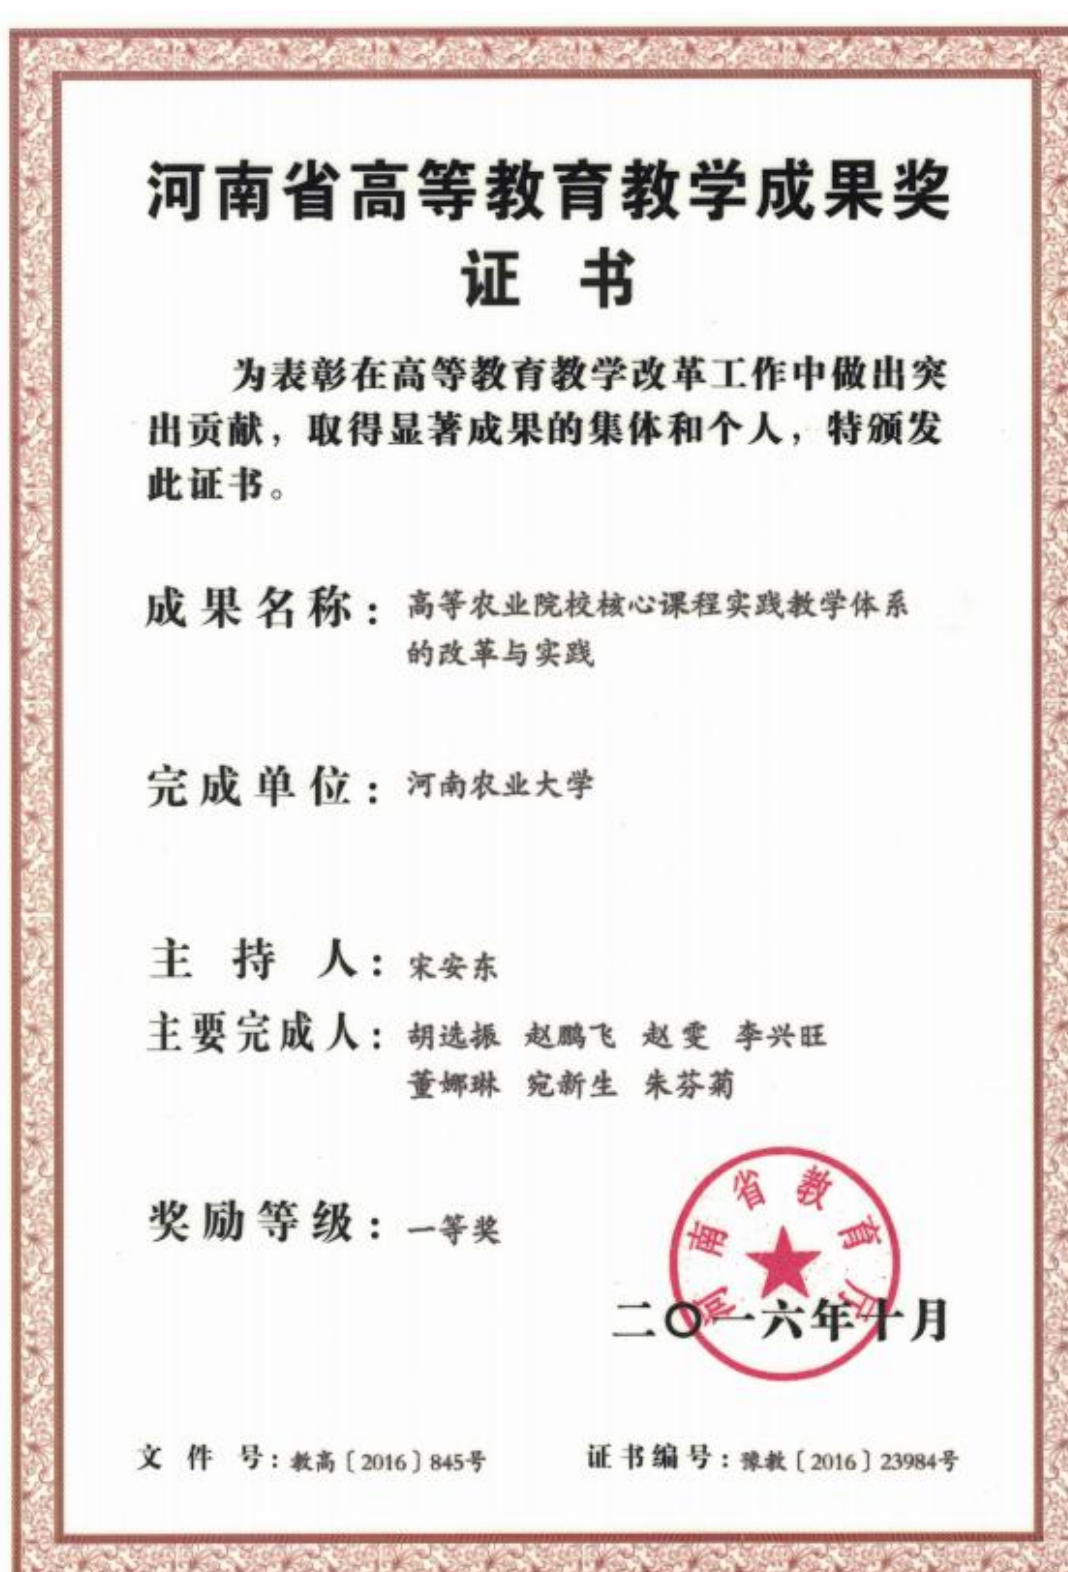 河南省高等教育教学成果奖
证 书
为表彰在高等教育教学改革工作中做出突
出贡献，取得显著成果的集体和个人，特颁发
此证书。
成果名称：高等农业院校核心课程实践教学体系
的改革与实践
完成单位：河南农业大学
主 持 人：宋安东
主要完成人：胡选振 赵鹏飞 赵雯 李兴旺
董娜琳 宛新生 朱芬菊
奖励等级：一等奖
河南省教育厅
二〇一六年十月
文 件 号：教高〔2016〕845号 证书编号：豫教〔2016〕23984号